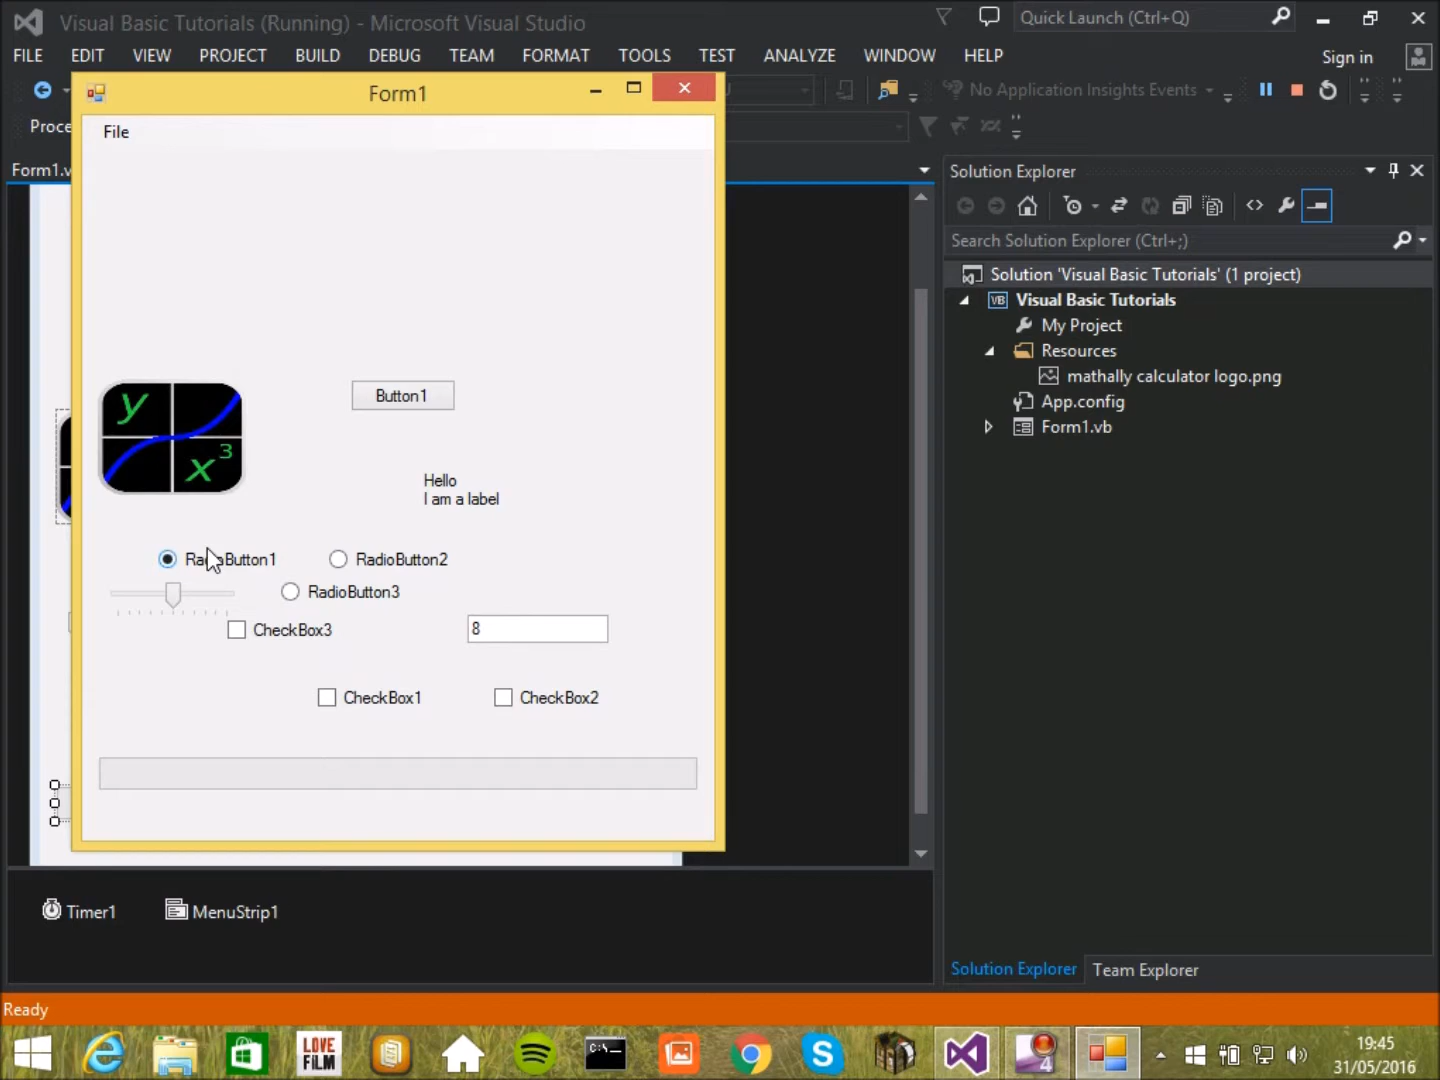 Visual Basic Tutorials (Running) - Microsoft Visual Studio
Quick Launch (Ctrl+Q)
FILE EDIT VIEW PROJECT BUILD DEBUG TEAM FORMAT TOOLS TEST ANALYZE WINDOW HELP
Sign in
Form1
No Application Insights Events
Proce
File
Form1.v
Solution Explorer
Search Solution Explorer (Ctrl+;)
Solution 'Visual Basic Tutorials' (1 project)
VB Visual Basic Tutorials
My Project
Resources
mathally calculator logo.png
App.config
Form1.vb
y
x³
Button1
Hello
I am a label
RadioButton1
RadioButton2
RadioButton3
CheckBox3
8
CheckBox1
CheckBox2
Timer1
MenuStrip1
Solution Explorer
Team Explorer
Ready
LOVE
FILM
C:\
4
19:45
31/05/2016